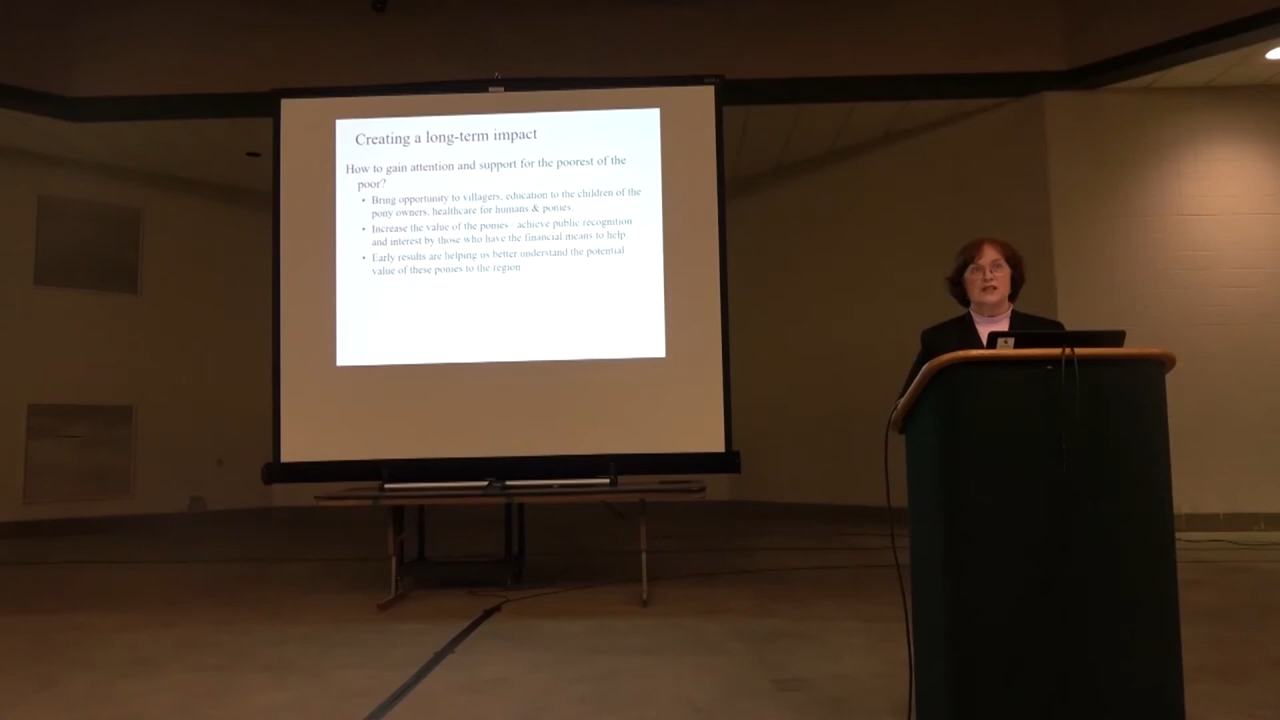 Creating a long-term impact
How to gain attention and support for the poorest of the
poor?
• Bring opportunity to villagers, education to the children of the
pony owners, healthcare for humans & ponies.
• Increase the value of the ponies - achieve public recognition
and interest by those who have the financial means to help.
• Early results are helping us better understand the potential
value of these ponies to the region